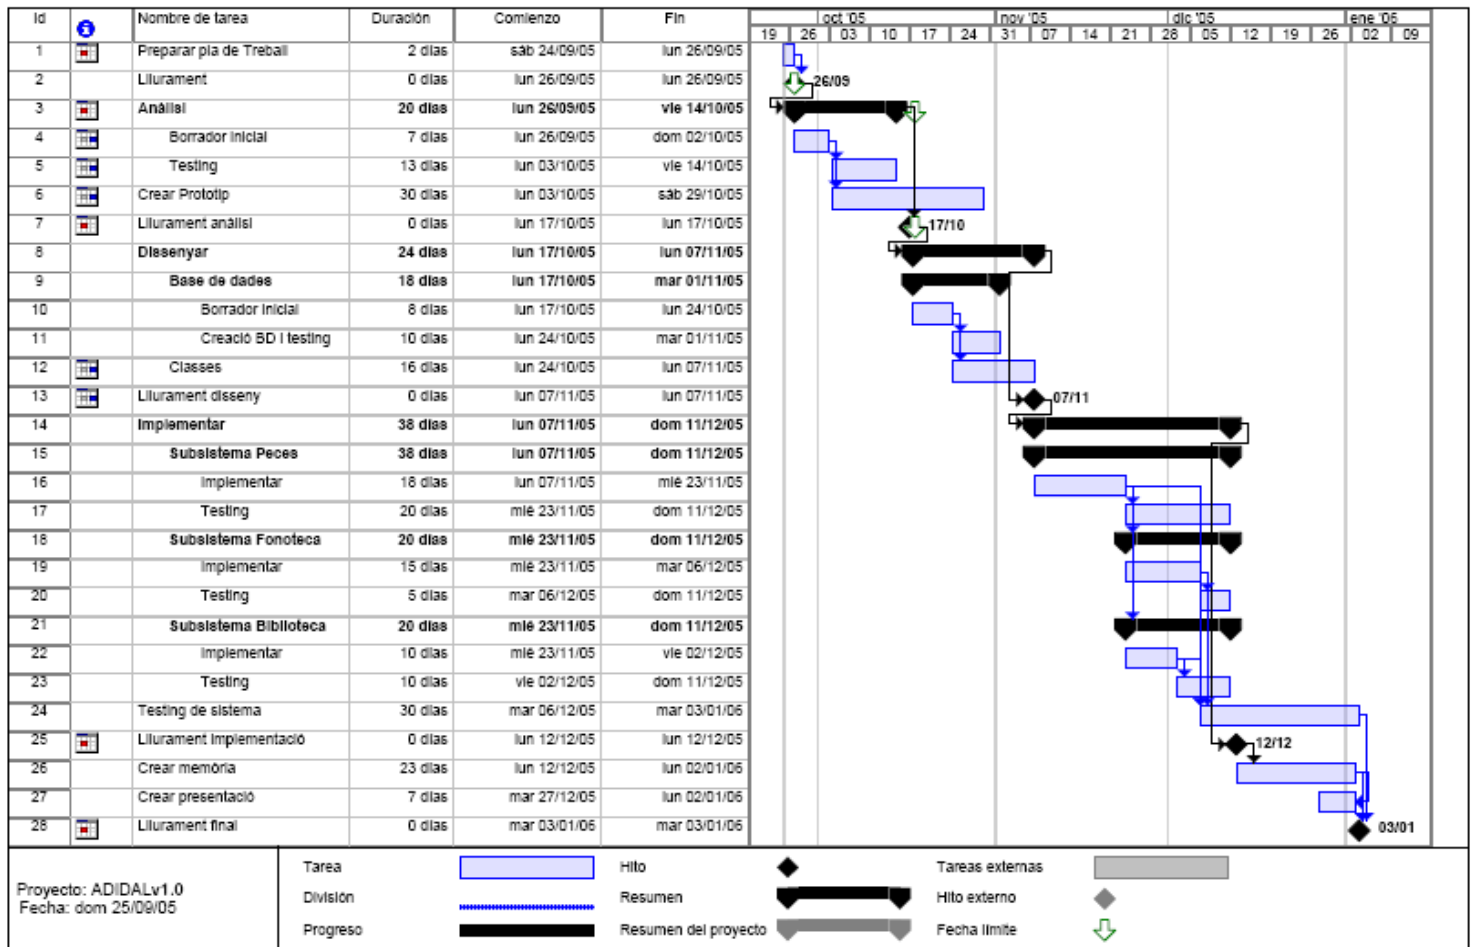 Id Nombre de tarea Duración Comienzo Fin oct '05 nov '05 dic '05 ene '06
19 26 03 10 17 24 31 07 14 21 28 05 12 19 26 02 09
1 Preparar pla de Treball 2 días sáb 24/09/05 lun 26/09/05
2 Lliurament 0 días lun 26/09/05 lun 26/09/05 26/09
3 Anàlisi 20 días lun 26/09/05 vie 14/10/05
4 Borrador inicial 7 días lun 26/09/05 dom 02/10/05
5 Testing 13 días lun 03/10/05 vie 14/10/05
6 Crear Prototip 30 días lun 03/10/05 sáb 29/10/05
7 Lliurament anàlisi 0 días lun 17/10/05 lun 17/10/05 17/10
8 Dissenyar 24 días lun 17/10/05 lun 07/11/05
9 Base de dades 18 días lun 17/10/05 mar 01/11/05
10 Borrador inicial 8 días lun 17/10/05 lun 24/10/05
11 Creació BD i testing 10 días lun 24/10/05 mar 01/11/05
12 Classes 16 días lun 24/10/05 lun 07/11/05
13 Lliurament disseny 0 días lun 07/11/05 lun 07/11/05 07/11
14 Implementar 38 días lun 07/11/05 dom 11/12/05
15 Subsistema Peces 38 días lun 07/11/05 dom 11/12/05
16 Implementar 18 días lun 07/11/05 mié 23/11/05
17 Testing 20 días mié 23/11/05 dom 11/12/05
18 Subsistema Fonoteca 20 días mié 23/11/05 dom 11/12/05
19 Implementar 15 días mié 23/11/05 mar 06/12/05
20 Testing 5 días mar 06/12/05 dom 11/12/05
21 Subsistema Biblioteca 20 días mié 23/11/05 dom 11/12/05
22 Implementar 10 días mié 23/11/05 vie 02/12/05
23 Testing 10 días vie 02/12/05 dom 11/12/05
24 Testing de sistema 30 días mar 06/12/05 mar 03/01/06
25 Lliurament implementació 0 días lun 12/12/05 lun 12/12/05 12/12
26 Crear memòria 23 días lun 12/12/05 lun 02/01/06
27 Crear presentació 7 días mar 27/12/05 lun 02/01/06
28 Lliurament final 0 días mar 03/01/06 mar 03/01/06 03/01
Proyecto: ADIDALv1.0
Fecha: dom 25/09/05
Tarea Hito Tareas externas
División Resumen Hito externo
Progreso Resumen del proyecto Fecha límite